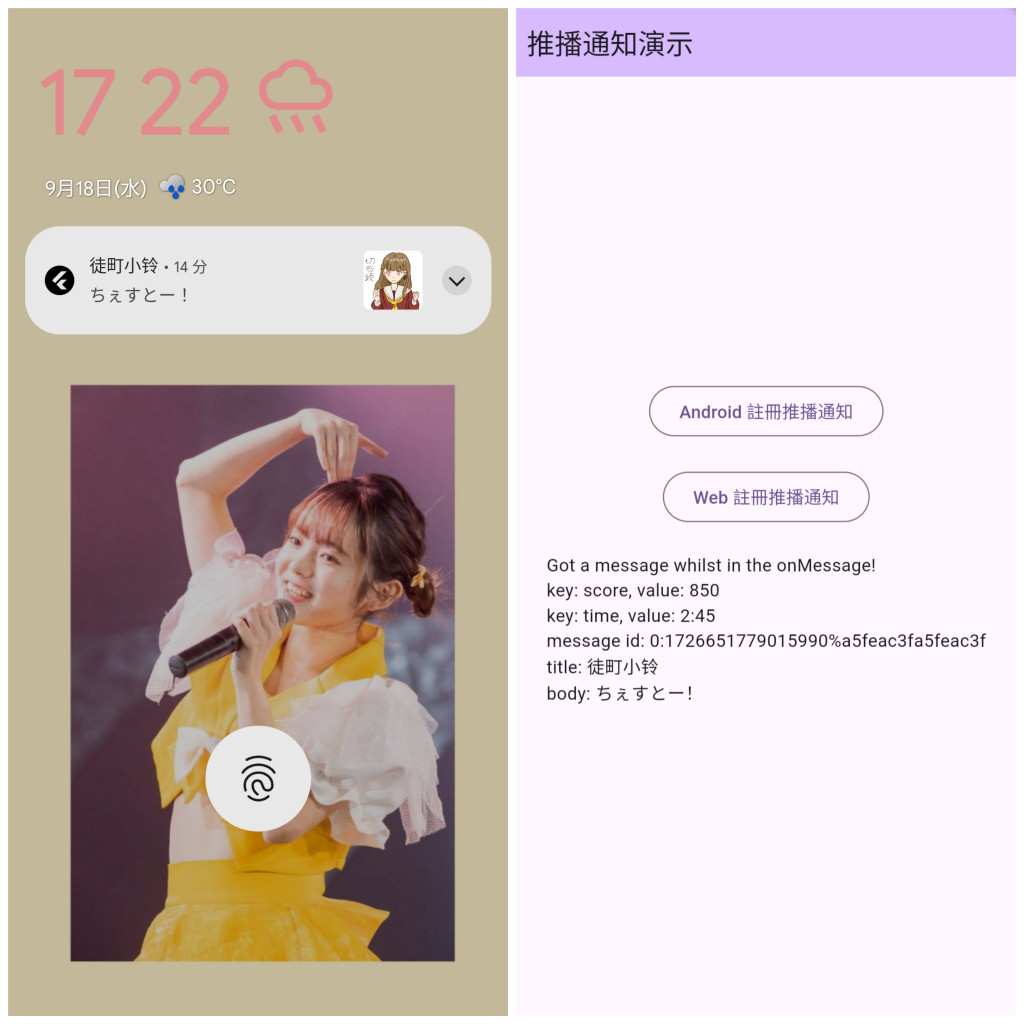 17 22
9月18日(水) 30°C
徒町小铃 • 14 分
ちぇすとー！
推播通知演示
Android 註冊推播通知
Web 註冊推播通知
Got a message whilst in the onMessage!
key: score, value: 850
key: time, value: 2:45
message id: 0:1726651779015990%a5feac3fa5feac3f
title: 徒町小铃
body: ちぇすとー！